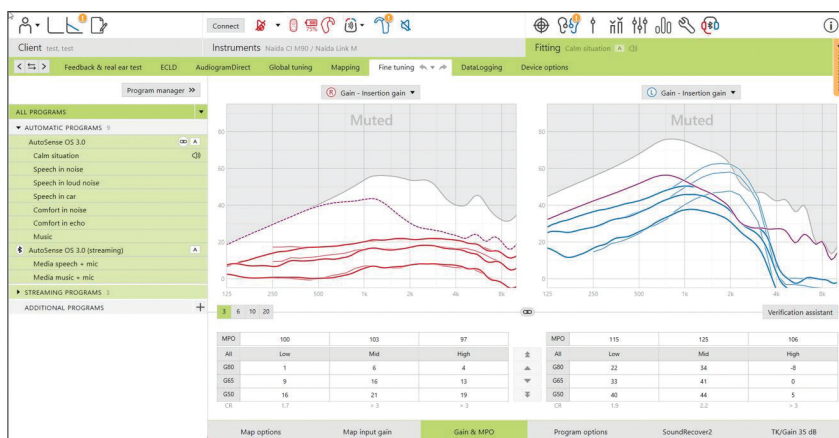 Connect
75%
Client test, test
Instruments Naída CI M90 / Naída Link M
Fitting Calm situation A
Feedback & real ear test ECLD AudiogramDirect Global tuning Mapping Fine tuning DataLogging Device options
Program manager >>
R Gain - Insertion gain
L Gain - Insertion gain
ALL PROGRAMS
AUTOMATIC PROGRAMS 9
AutoSense OS 3.0 A
Calm situation
Speech in noise
Speech in loud noise
Speech in car
Comfort in noise
Comfort in echo
Music
AutoSense OS 3.0 (streaming) A
Media speech + mic
Media music + mic
STREAMING PROGRAMS 2
ADDITIONAL PROGRAMS +
Muted
80
60
40
20
0
125 250 500 1k 2k 4k 8k
Muted
80
60
40
20
0
125 250 500 1k 2k 4k 8k
3 6 10 20
Verification assistant
MPO 100 103 97
All Low Mid High
G80 1 6 4
G65 9 16 13
G50 16 21 19
CR 1.7 > 3 > 3
MPO 115 125 106
All Low Mid High
G80 22 34 -8
G65 33 41 0
G50 40 44 5
CR 1.9 2.2 > 3
Map options Map input gain Gain & MPO Program options SoundRecover2 TK/Gain 35 dB